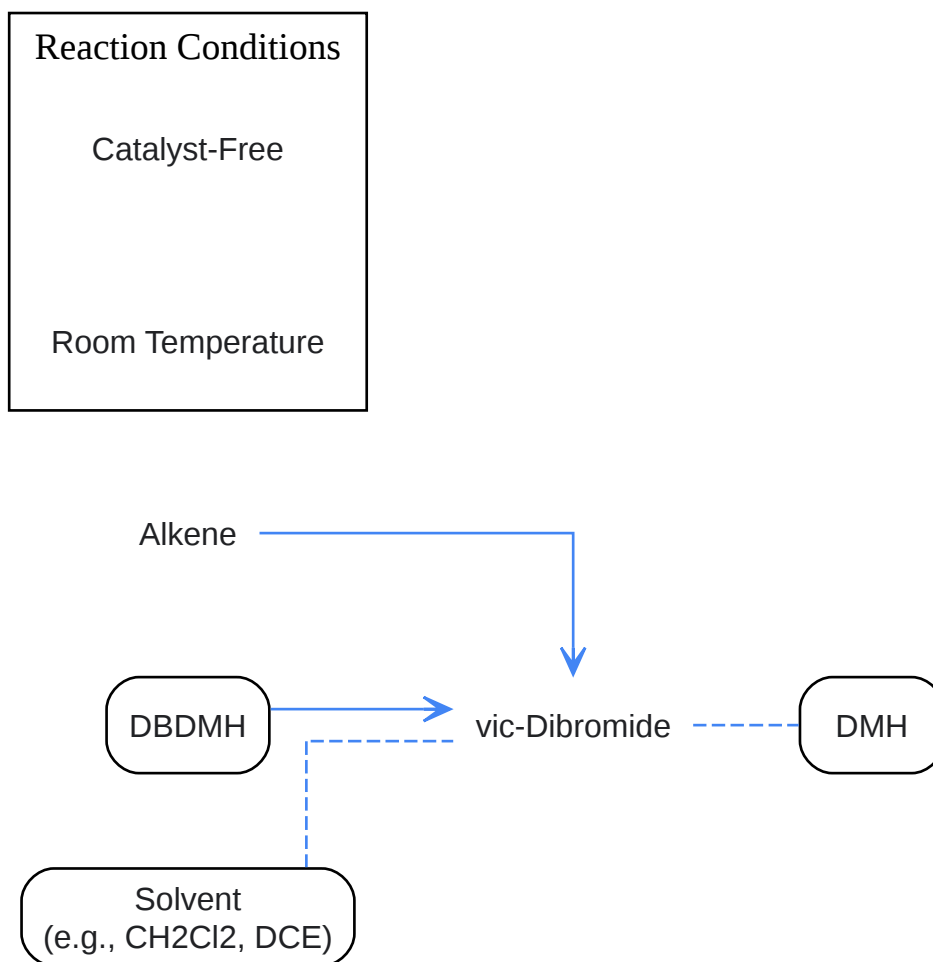 Reaction Conditions
Catalyst-Free
Room Temperature
Alkene
DBDMH
vic-Dibromide
DMH
Solvent
(e.g., CH2Cl2, DCE)